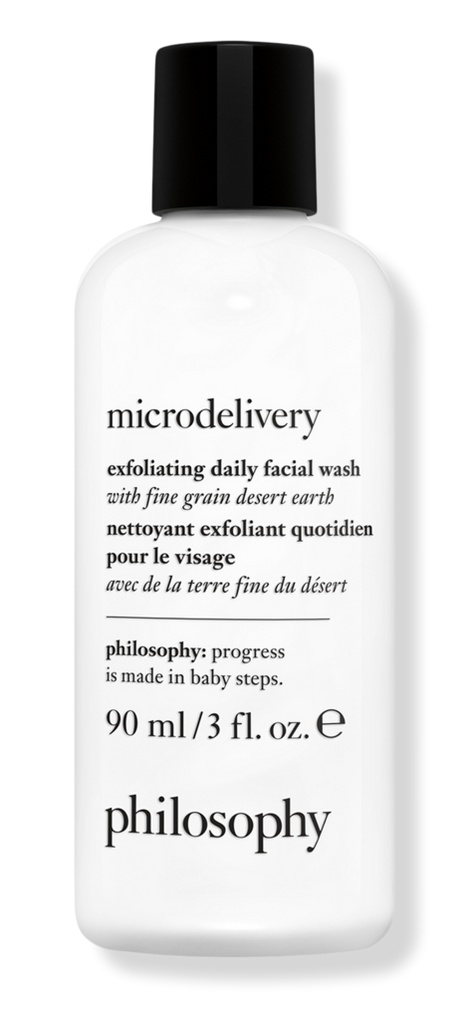 microdelivery
exfoliating daily facial wash
with fine grain desert earth
nettoyant exfoliant quotidien
pour le visage
avec de la terre fine du désert
philosophy: progress
is made in baby steps.
90 ml/3 fl. oz. ℮
philosophy